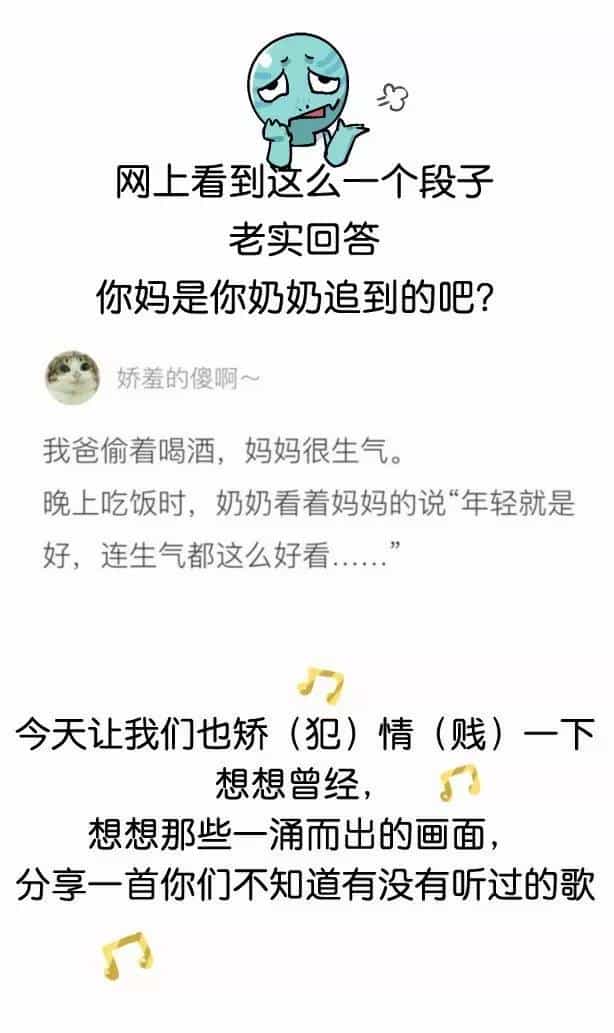 网上看到这么一个段子
老实回答
你妈是你奶奶追到的吧？
娇羞的傻啊～
我爸偷着喝酒，妈妈很生气。
晚上吃饭时，奶奶看着妈妈的说“年轻就是
好，连生气都这么好看……”
今天让我们也矫（犯）情（贱）一下
想想曾经，
想想那些一涌而出的画面，
分享一首你们不知道有没有听过的歌